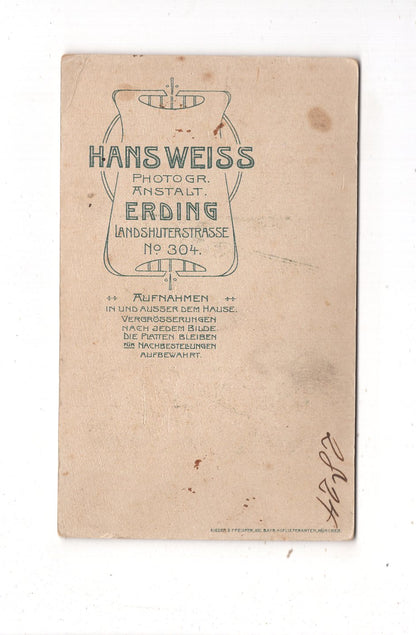 HANS WEISS
PHOTOGR.
ANSTALT.
ERDING
LANDSHUTERSTRASSE
No 304.
AUFNAHMEN
IN UND AUSSER DEM HAUSE.
VERGRÖSSERUNGEN
NACH JEDEM BILDE.
DIE PLATTEN BLEIBEN
FÜR NACHBESTELLUNGEN
AUFBEWAHRT.